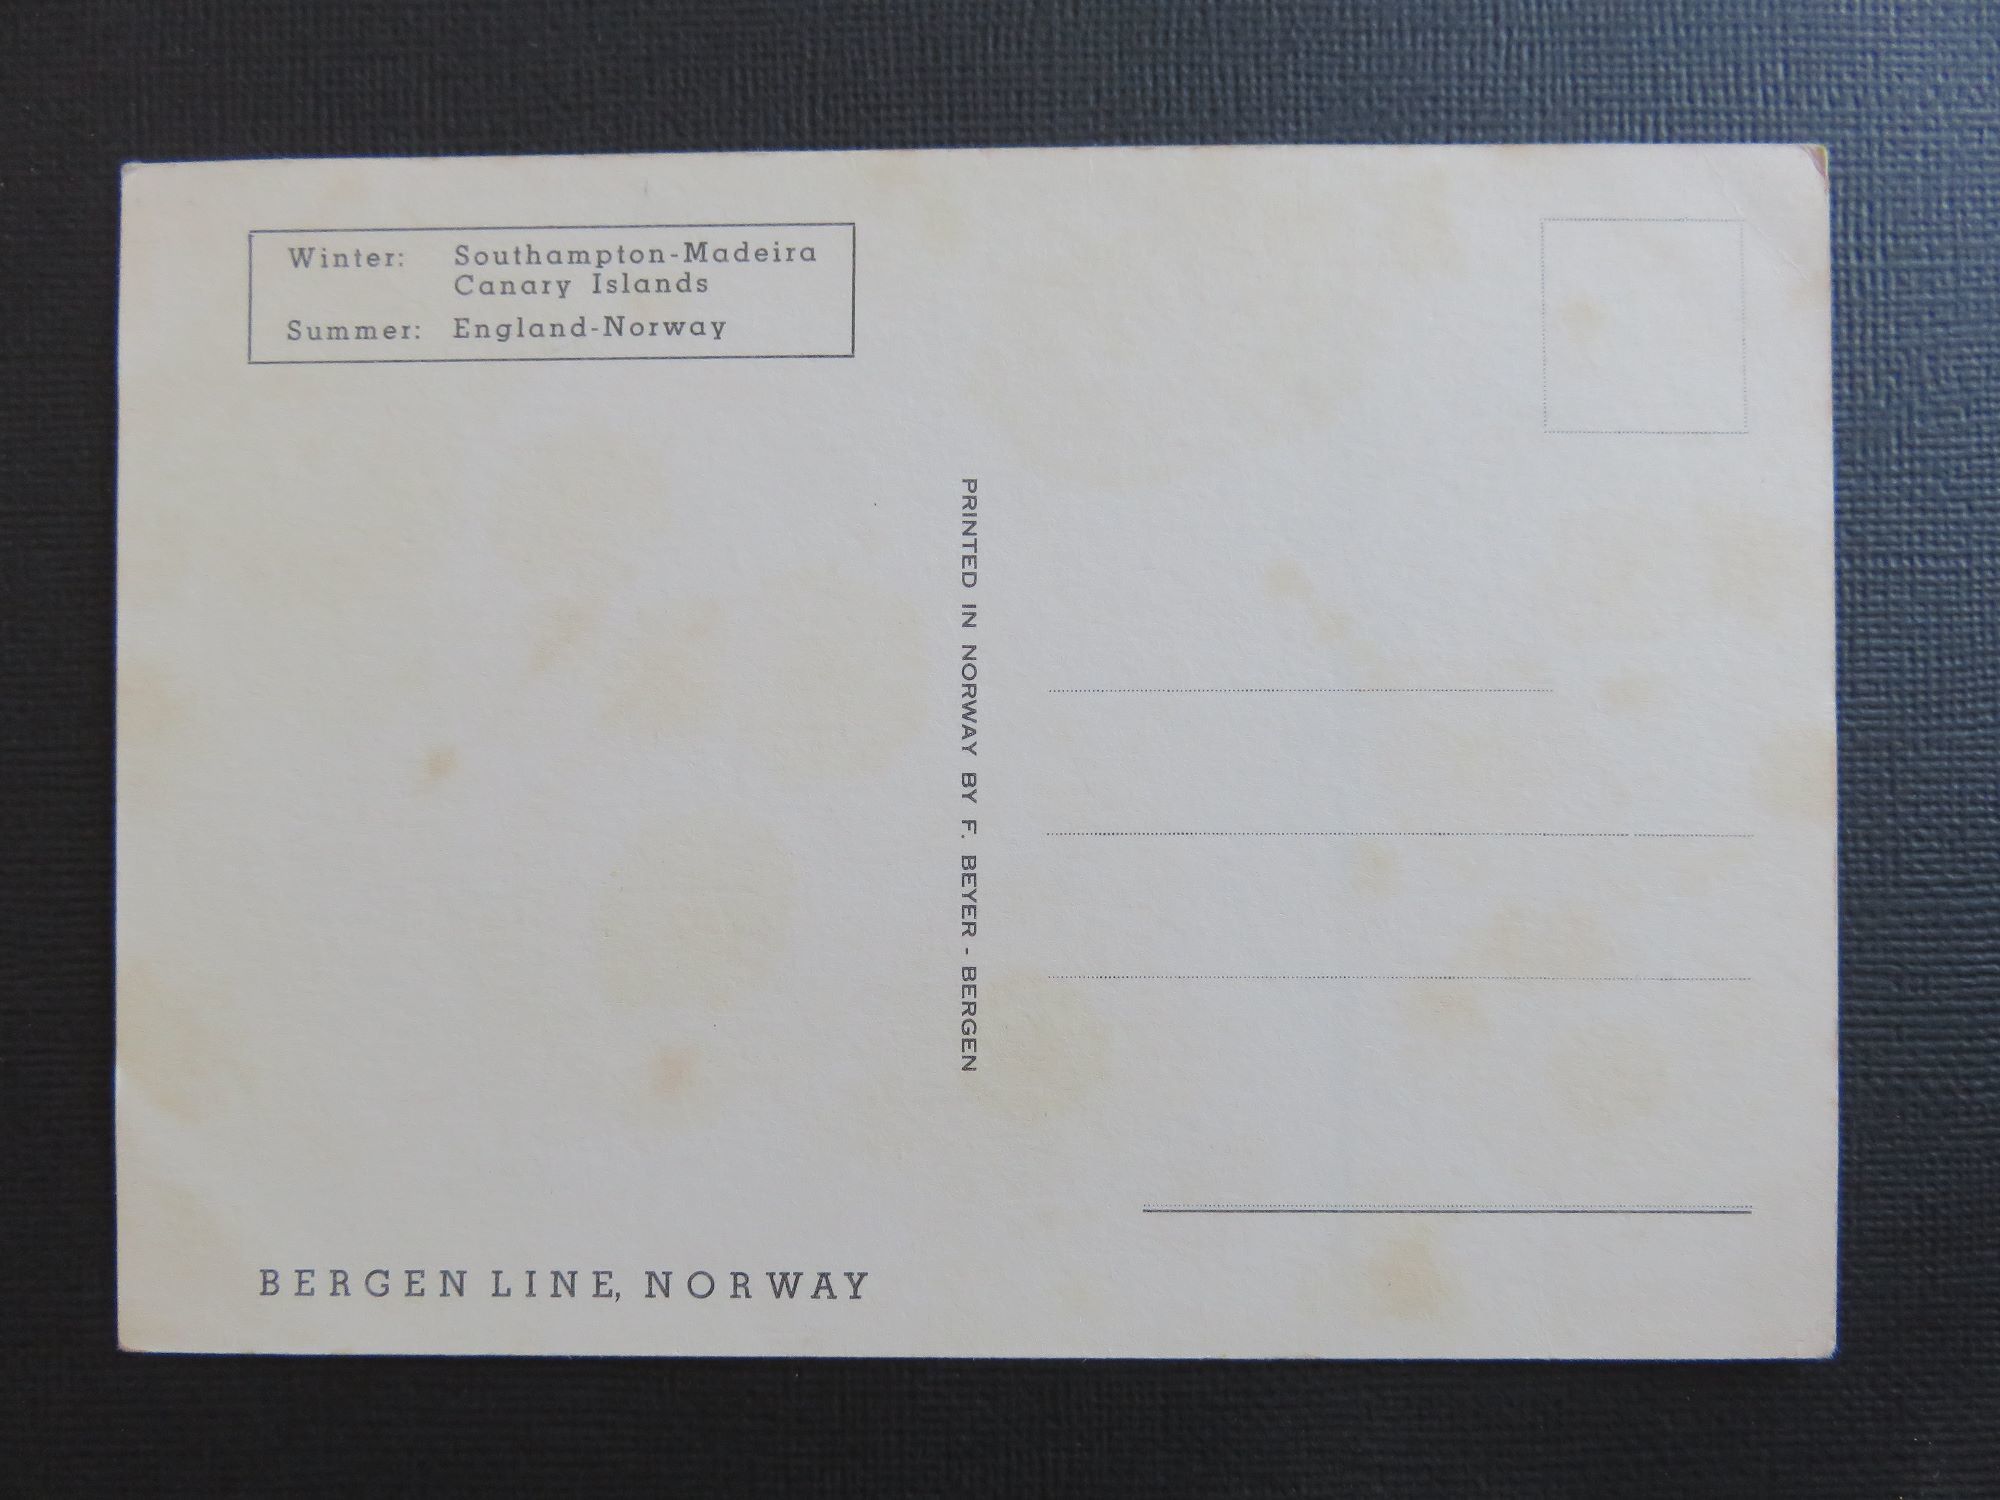 Winter: Southampton-Madeira
Canary Islands
Summer: England-Norway
PRINTED IN NORWAY BY F. BEYER - BERGEN
BERGEN LINE, NORWAY